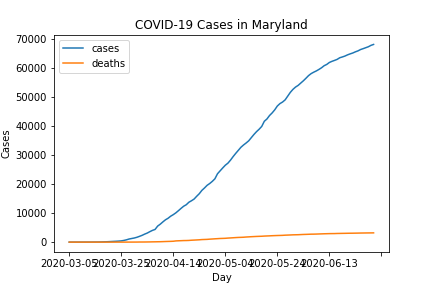 COVID-19 Cases in Maryland
cases
deaths
70000
60000
50000
40000
30000
20000
10000
0
Cases
2020-03-05 2020-03-25 2020-04-14 2020-05-04 2020-05-24 2020-06-13
Day